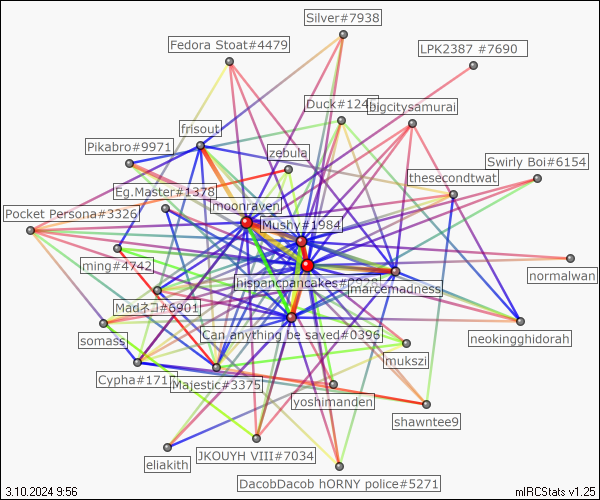 Silver#7938
Fedora Stoat#4479
LPK2387 #7690
Duck#124
bigcitysamurai
frisout
Pikabro#9971
zebula
Swirly Boi#6154
thesecondtwat
Eg.Master#1378
moonraven
Pocket Persona#3326
Mushy#1984
ming#4742
hispancpancakes#2928
normalwan
marcemadness
Madネコ#6901
Can anything be saved#0396
somass
neokingghidorah
mukszi
Cypha#171
Majestic#3375
yoshimanden
shawntee9
JKOUYH VIII#7034
eliakith
DacobDacob hORNY police#5271
3.10.2024 9:56
mIRCStats v1.25